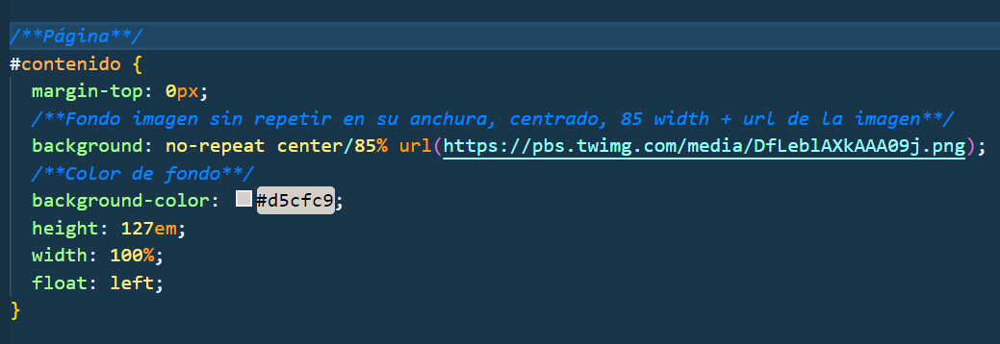 /**Página**/
#contenido {
margin-top: 0px;
/**Fondo imagen sin repetir en su anchura, centrado, 85 width + url de la imagen**/
background: no-repeat center/85% url(https://pbs.twimg.com/media/DfLeblAXkAAA09j.png);
/**Color de fondo**/
background-color: #d5cfc9;
height: 127em;
width: 100%;
float: left;
}